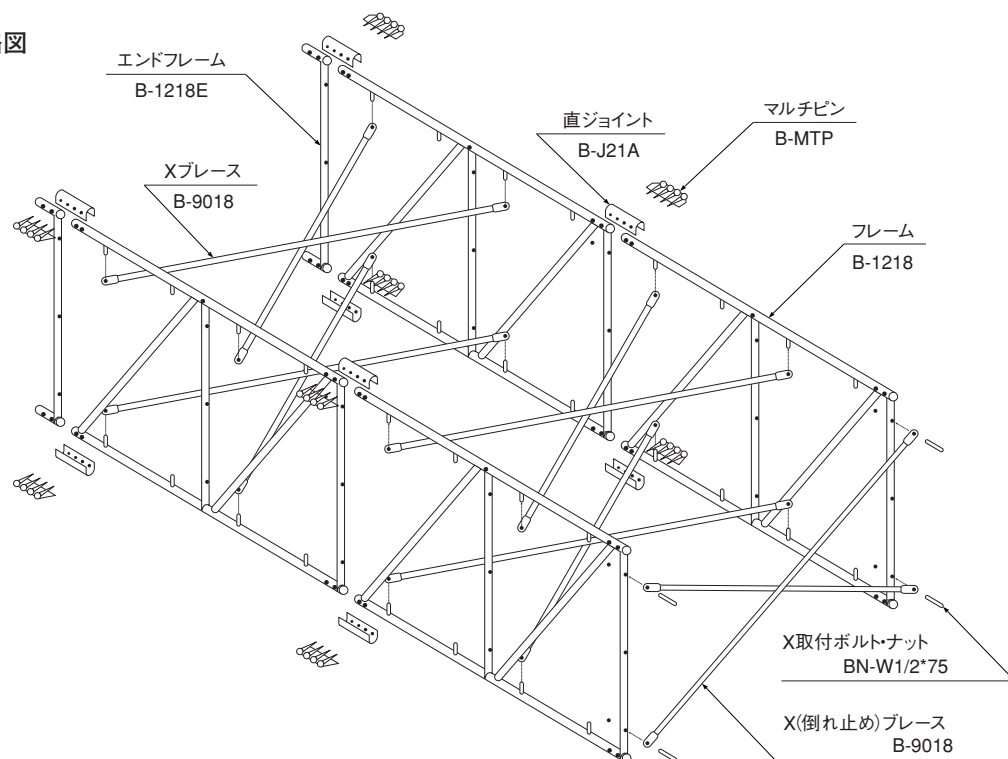 図
エンドフレーム
B-1218E
Xブレース
B-9018
直ジョイント
B-J21A
マルチピン
B-MTP
フレーム
B-1218
X取付ボルト・ナット
BN-W1/2*75
X(倒れ止め)ブレース
B-9018